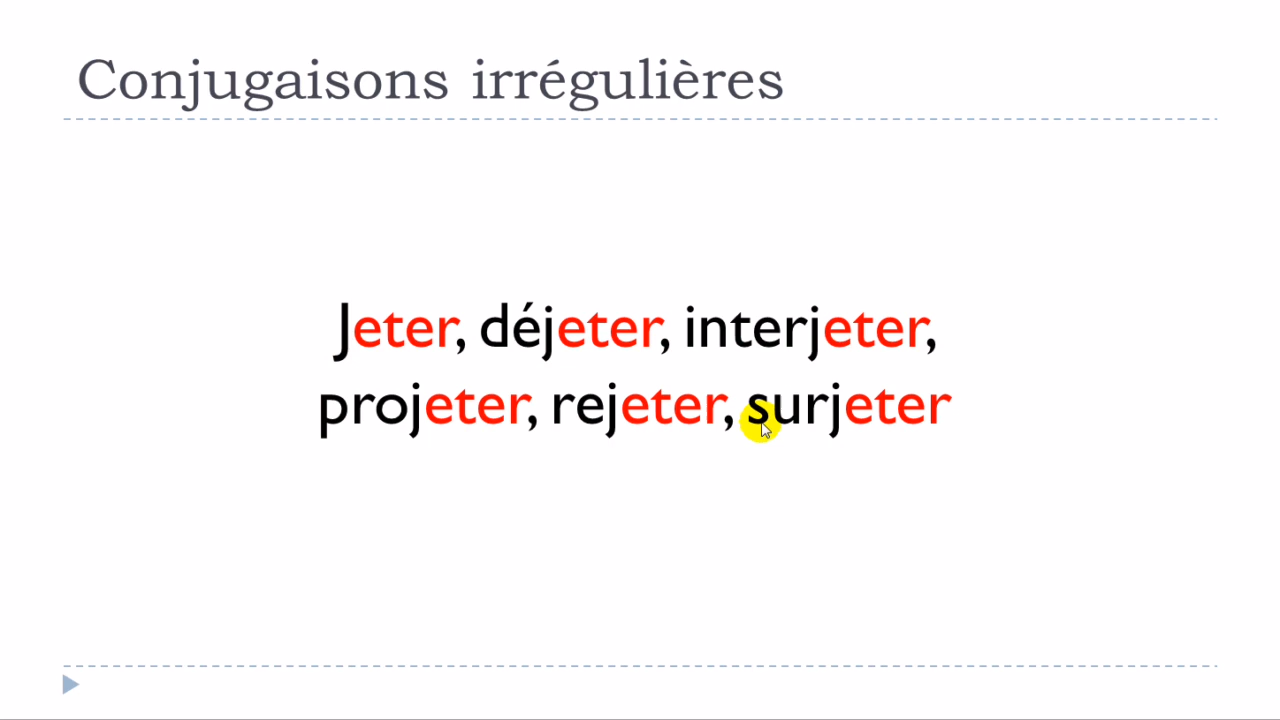 Conjugaisons irrégulières
Jeter, déjeter, interjeter,
projeter, rejeter, surjeter